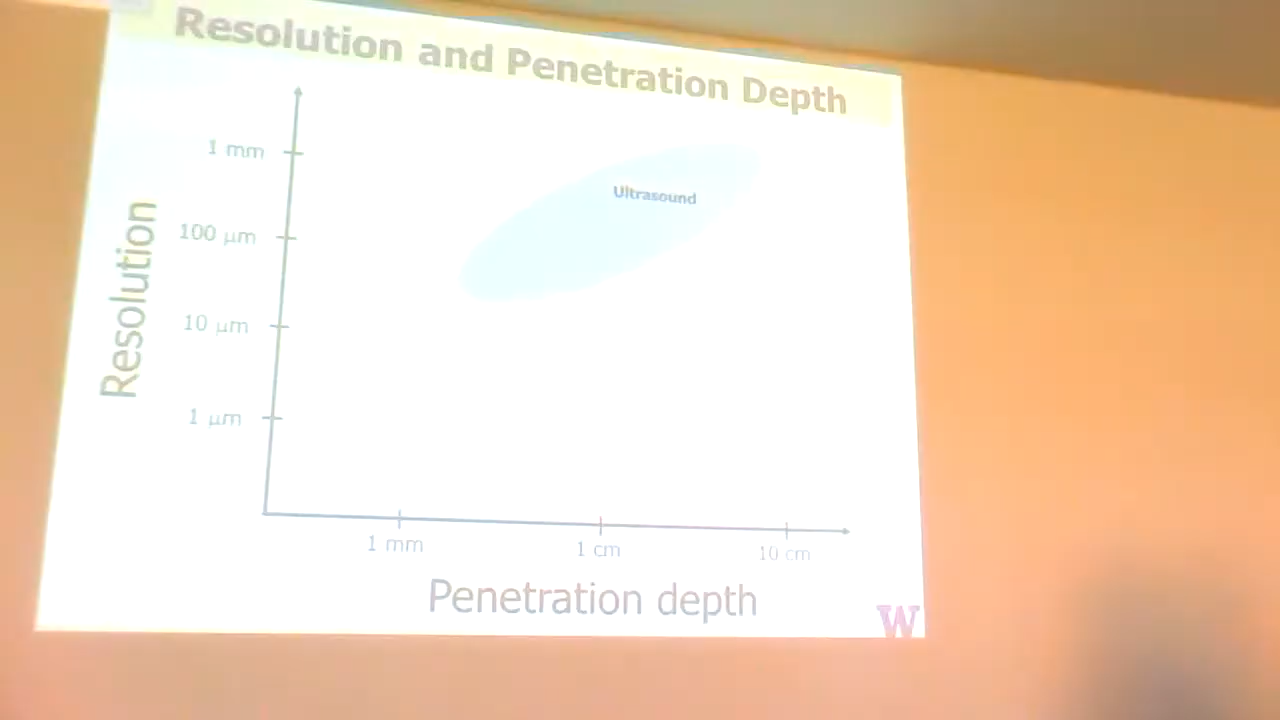 Resolution and Penetration Depth
1 mm
Ultrasound
100 μm
Resolution
10 μm
1 μm
1 mm
1 cm
10 cm
Penetration depth
W